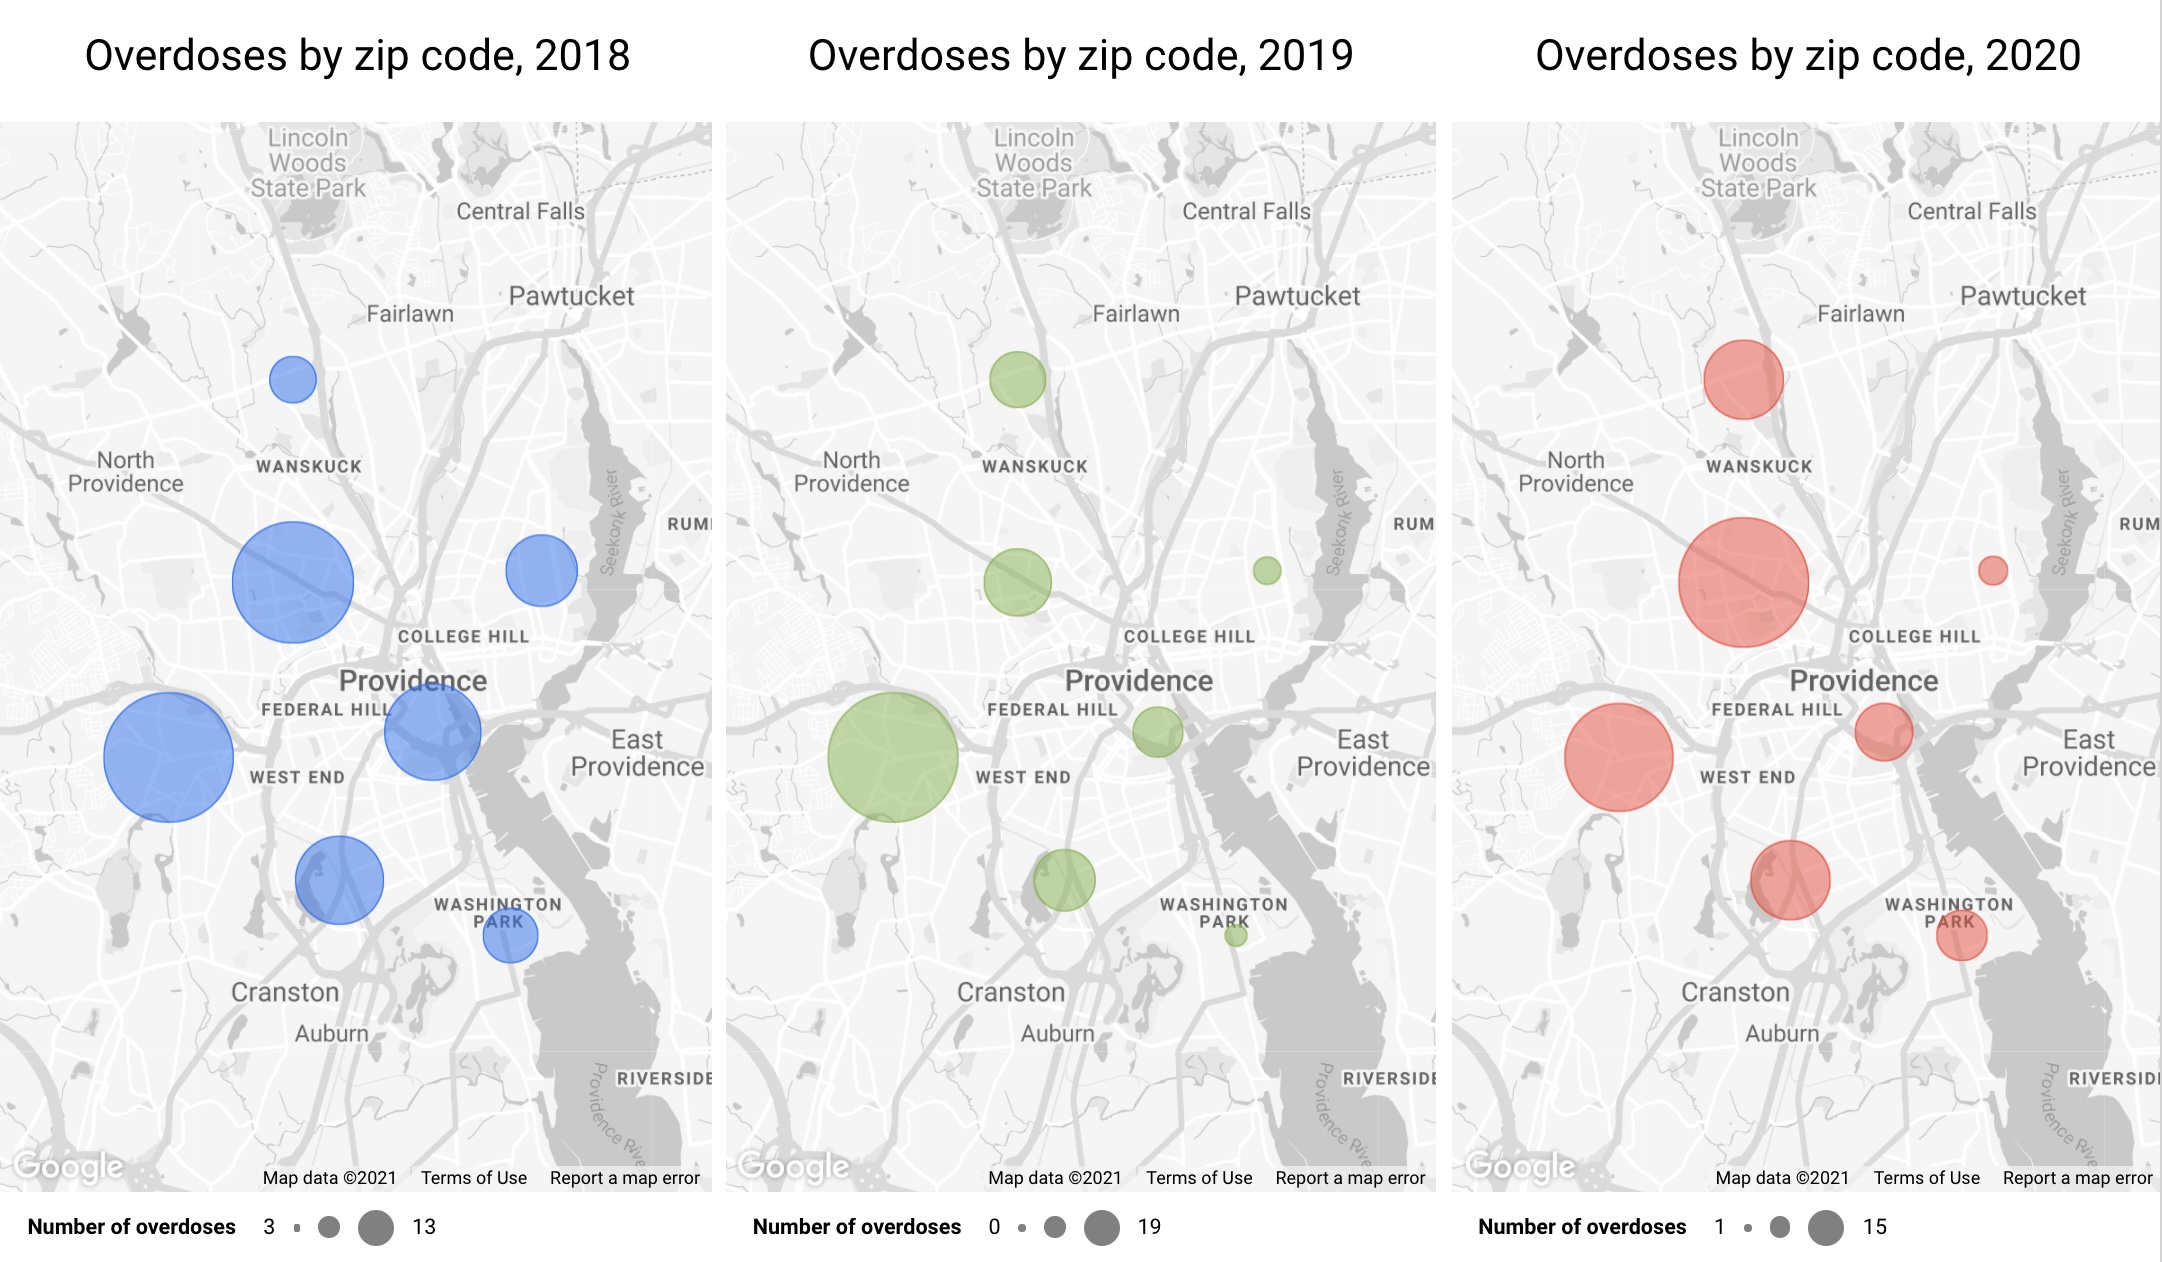 Overdoses by zip code, 2018
Lincoln
Woods
State Park
Central Falls
Pawtucket
Fairlawn
North
Providence
WANSKUCK
Seekonk River
RUM
COLLEGE HILL
Providence
FEDERAL HILL
East
Providence
WEST END
WASHINGTON
PARK
Cranston
Auburn
RIVERSIDE
Providence Rive
Google
Map data ©2021 Terms of Use Report a map error
Number of overdoses 3 13
Overdoses by zip code, 2019
Lincoln
Woods
State Park
Central Falls
Pawtucket
Fairlawn
North
Providence
WANSKUCK
Seekonk River
RUM
COLLEGE HILL
Providence
FEDERAL HILL
East
Providence
WEST END
WASHINGTON
PARK
Cranston
Auburn
RIVERSIDE
Providence Rive
Google
Map data ©2021 Terms of Use Report a map error
Number of overdoses 0 19
Overdoses by zip code, 2020
Lincoln
Woods
State Park
Central Falls
Pawtucket
Fairlawn
North
Providence
WANSKUCK
Seekonk River
RUM
COLLEGE HILL
Providence
FEDERAL HILL
East
Providence
WEST END
WASHINGTON
PARK
Cranston
Auburn
RIVERSID
Providence Rive
Google
Map data ©2021 Terms of Use Report a map error
Number of overdoses 1 15